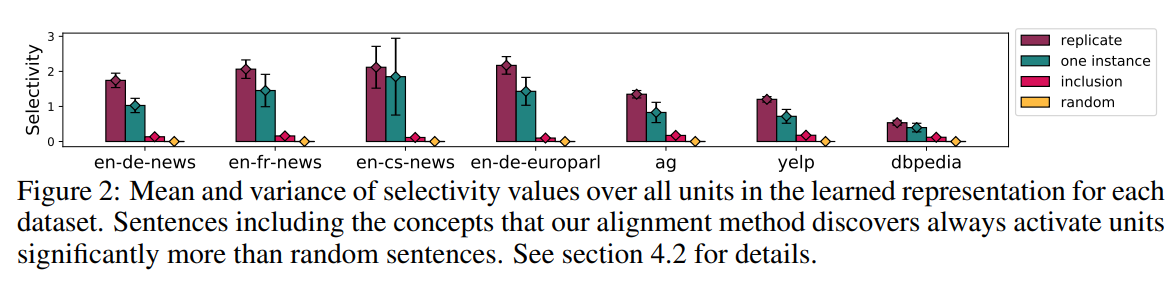 3
2
1
0
Selectivity
replicate
one instance
inclusion
random
en-de-news en-fr-news en-cs-news en-de-europarl ag yelp dbpedia
Figure 2: Mean and variance of selectivity values over all units in the learned representation for each
dataset. Sentences including the concepts that our alignment method discovers always activate units
significantly more than random sentences. See section 4.2 for details.